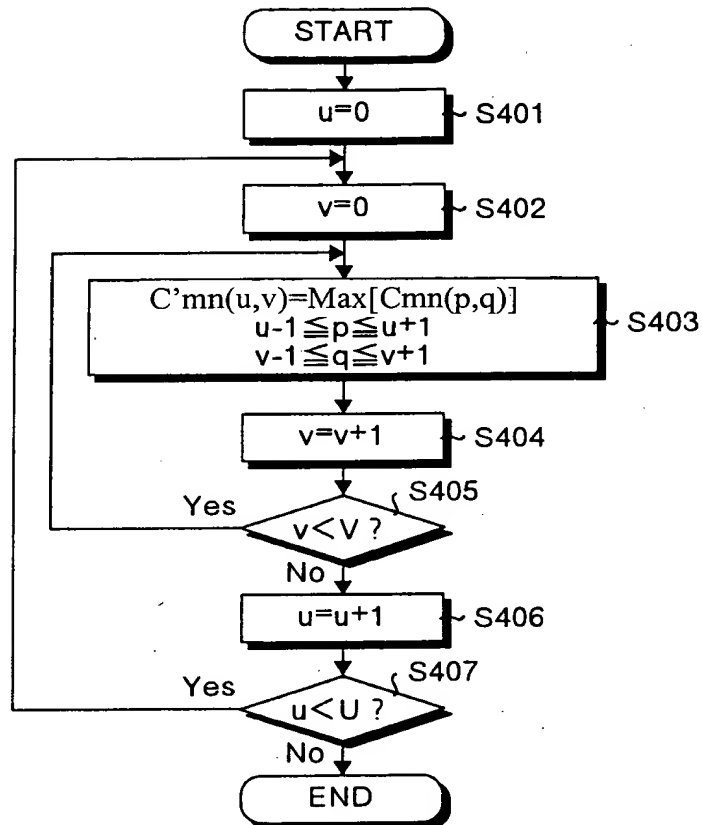 START
u=0
S401
v=0
S402
C'mn(u,v)=Max[Cmn(p,q)]
u-1≦p≦u+1
v-1≦q≦v+1
S403
v=v+1
S404
S405
Yes
v<V ?
No
u=u+1
S406
S407
Yes
u<U ?
No
END